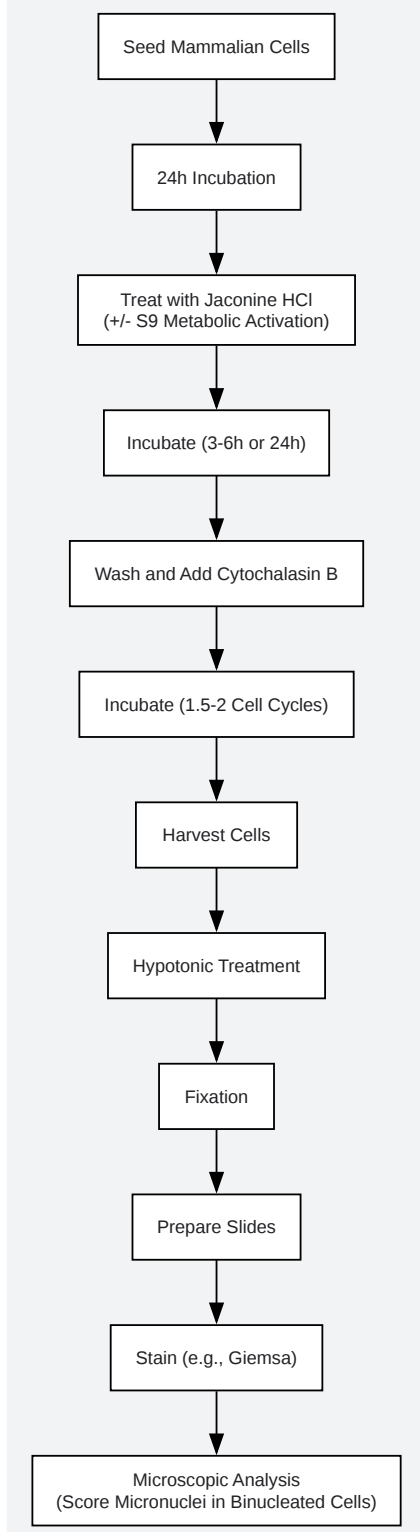 Seed Mammalian Cells
24h Incubation
Treat with Jaconine HCl
(+/- S9 Metabolic Activation)
Incubate (3-6h or 24h)
Wash and Add Cytochalasin B
Incubate (1.5-2 Cell Cycles)
Harvest Cells
Hypotonic Treatment
Fixation
Prepare Slides
Stain (e.g., Giemsa)
Microscopic Analysis
(Score Micronuclei in Binucleated Cells)